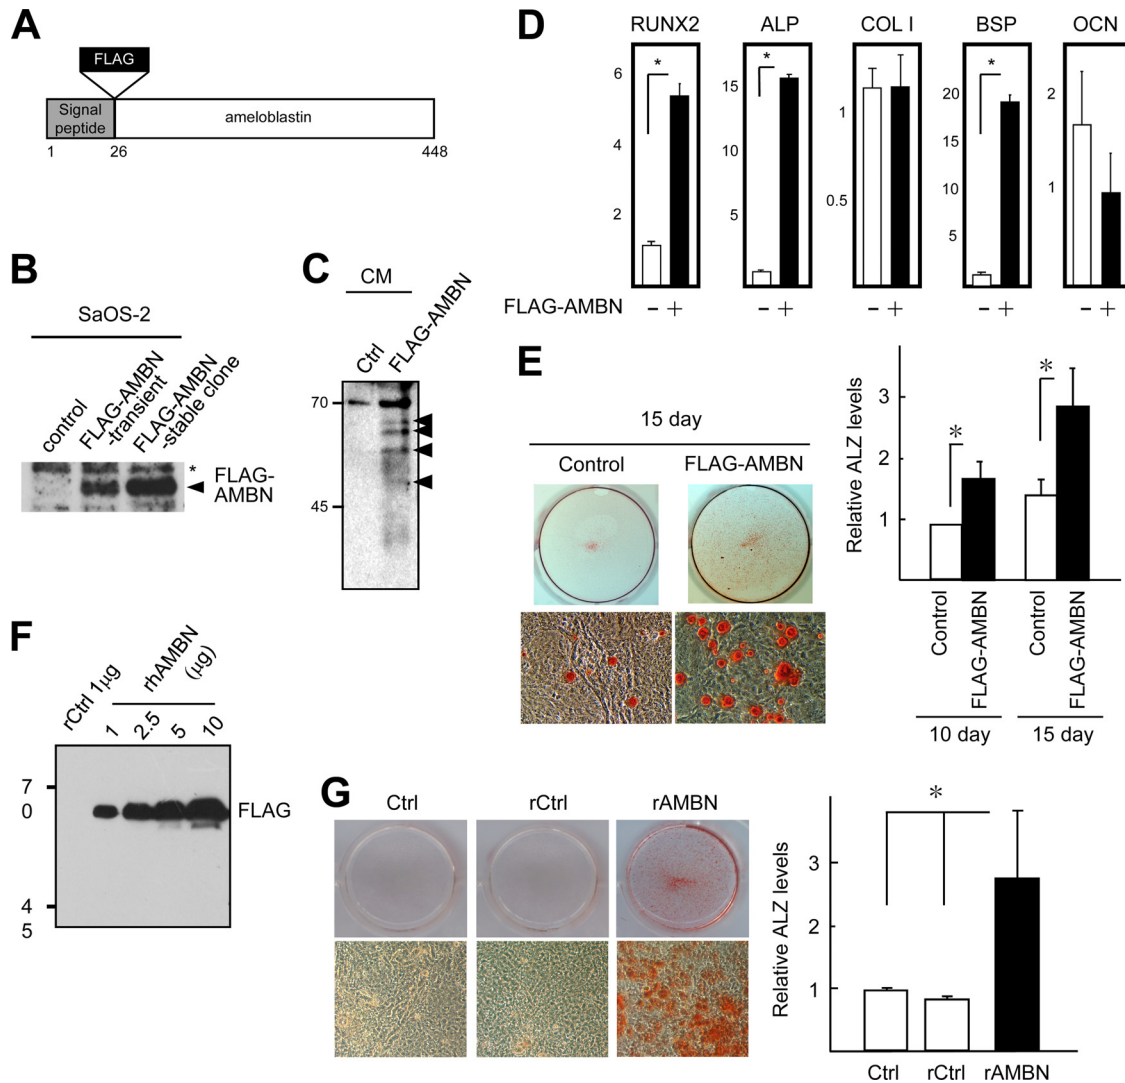 A
FLAG
Signal
peptide
ameloblastin
1 26 448
B
SaOS-2
control
FLAG-AMBN
-transient
FLAG-AMBN
-stable clone
*
FLAG-
AMBN
C
CM
Ctrl
FLAG-AMBN
70
45
D
RUNX2 ALP COL I BSP OCN
* * *
6
4
2
15
10
5
1
0.5
20
15
10
5
2
1
FLAG-AMBN - + - + - + - + - +
E
15 day
Control FLAG-AMBN
Relative ALZ levels
3
2
1
* *
Control
FLAG-AMBN
Control
FLAG-AMBN
10 day 15 day
F
rCtrl 1μg
rhAMBN
(μg)
1 2.5 5 10
7
0
FLAG
4
5
G
Ctrl rCtrl rAMBN
Relative ALZ levels
3
2
1
*
Ctrl rCtrl rAMBN